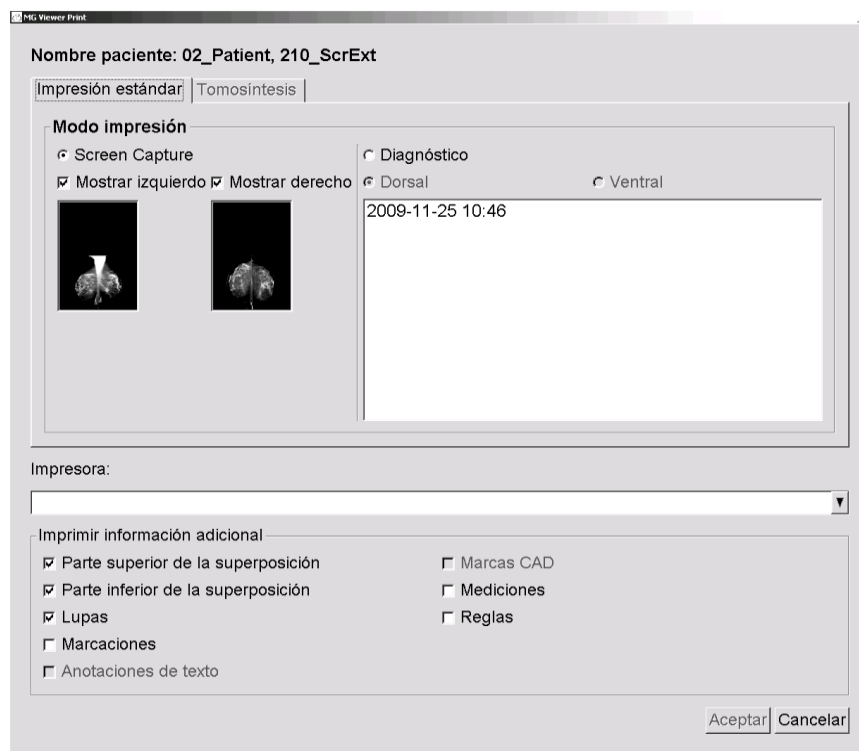 MG Viewer Print
Nombre paciente: 02_Patient, 210_ScrExt
Impresión estándar Tomosíntesis
Modo impresión
Screen Capture Diagnóstico
Mostrar izquierdo Mostrar derecho Dorsal Ventral
2009-11-25 10:46
Impresora:
Imprimir información adicional
Parte superior de la superposición Marcas CAD
Parte inferior de la superposición Mediciones
Lupas Reglas
Marcaciones
Anotaciones de texto
Aceptar Cancelar